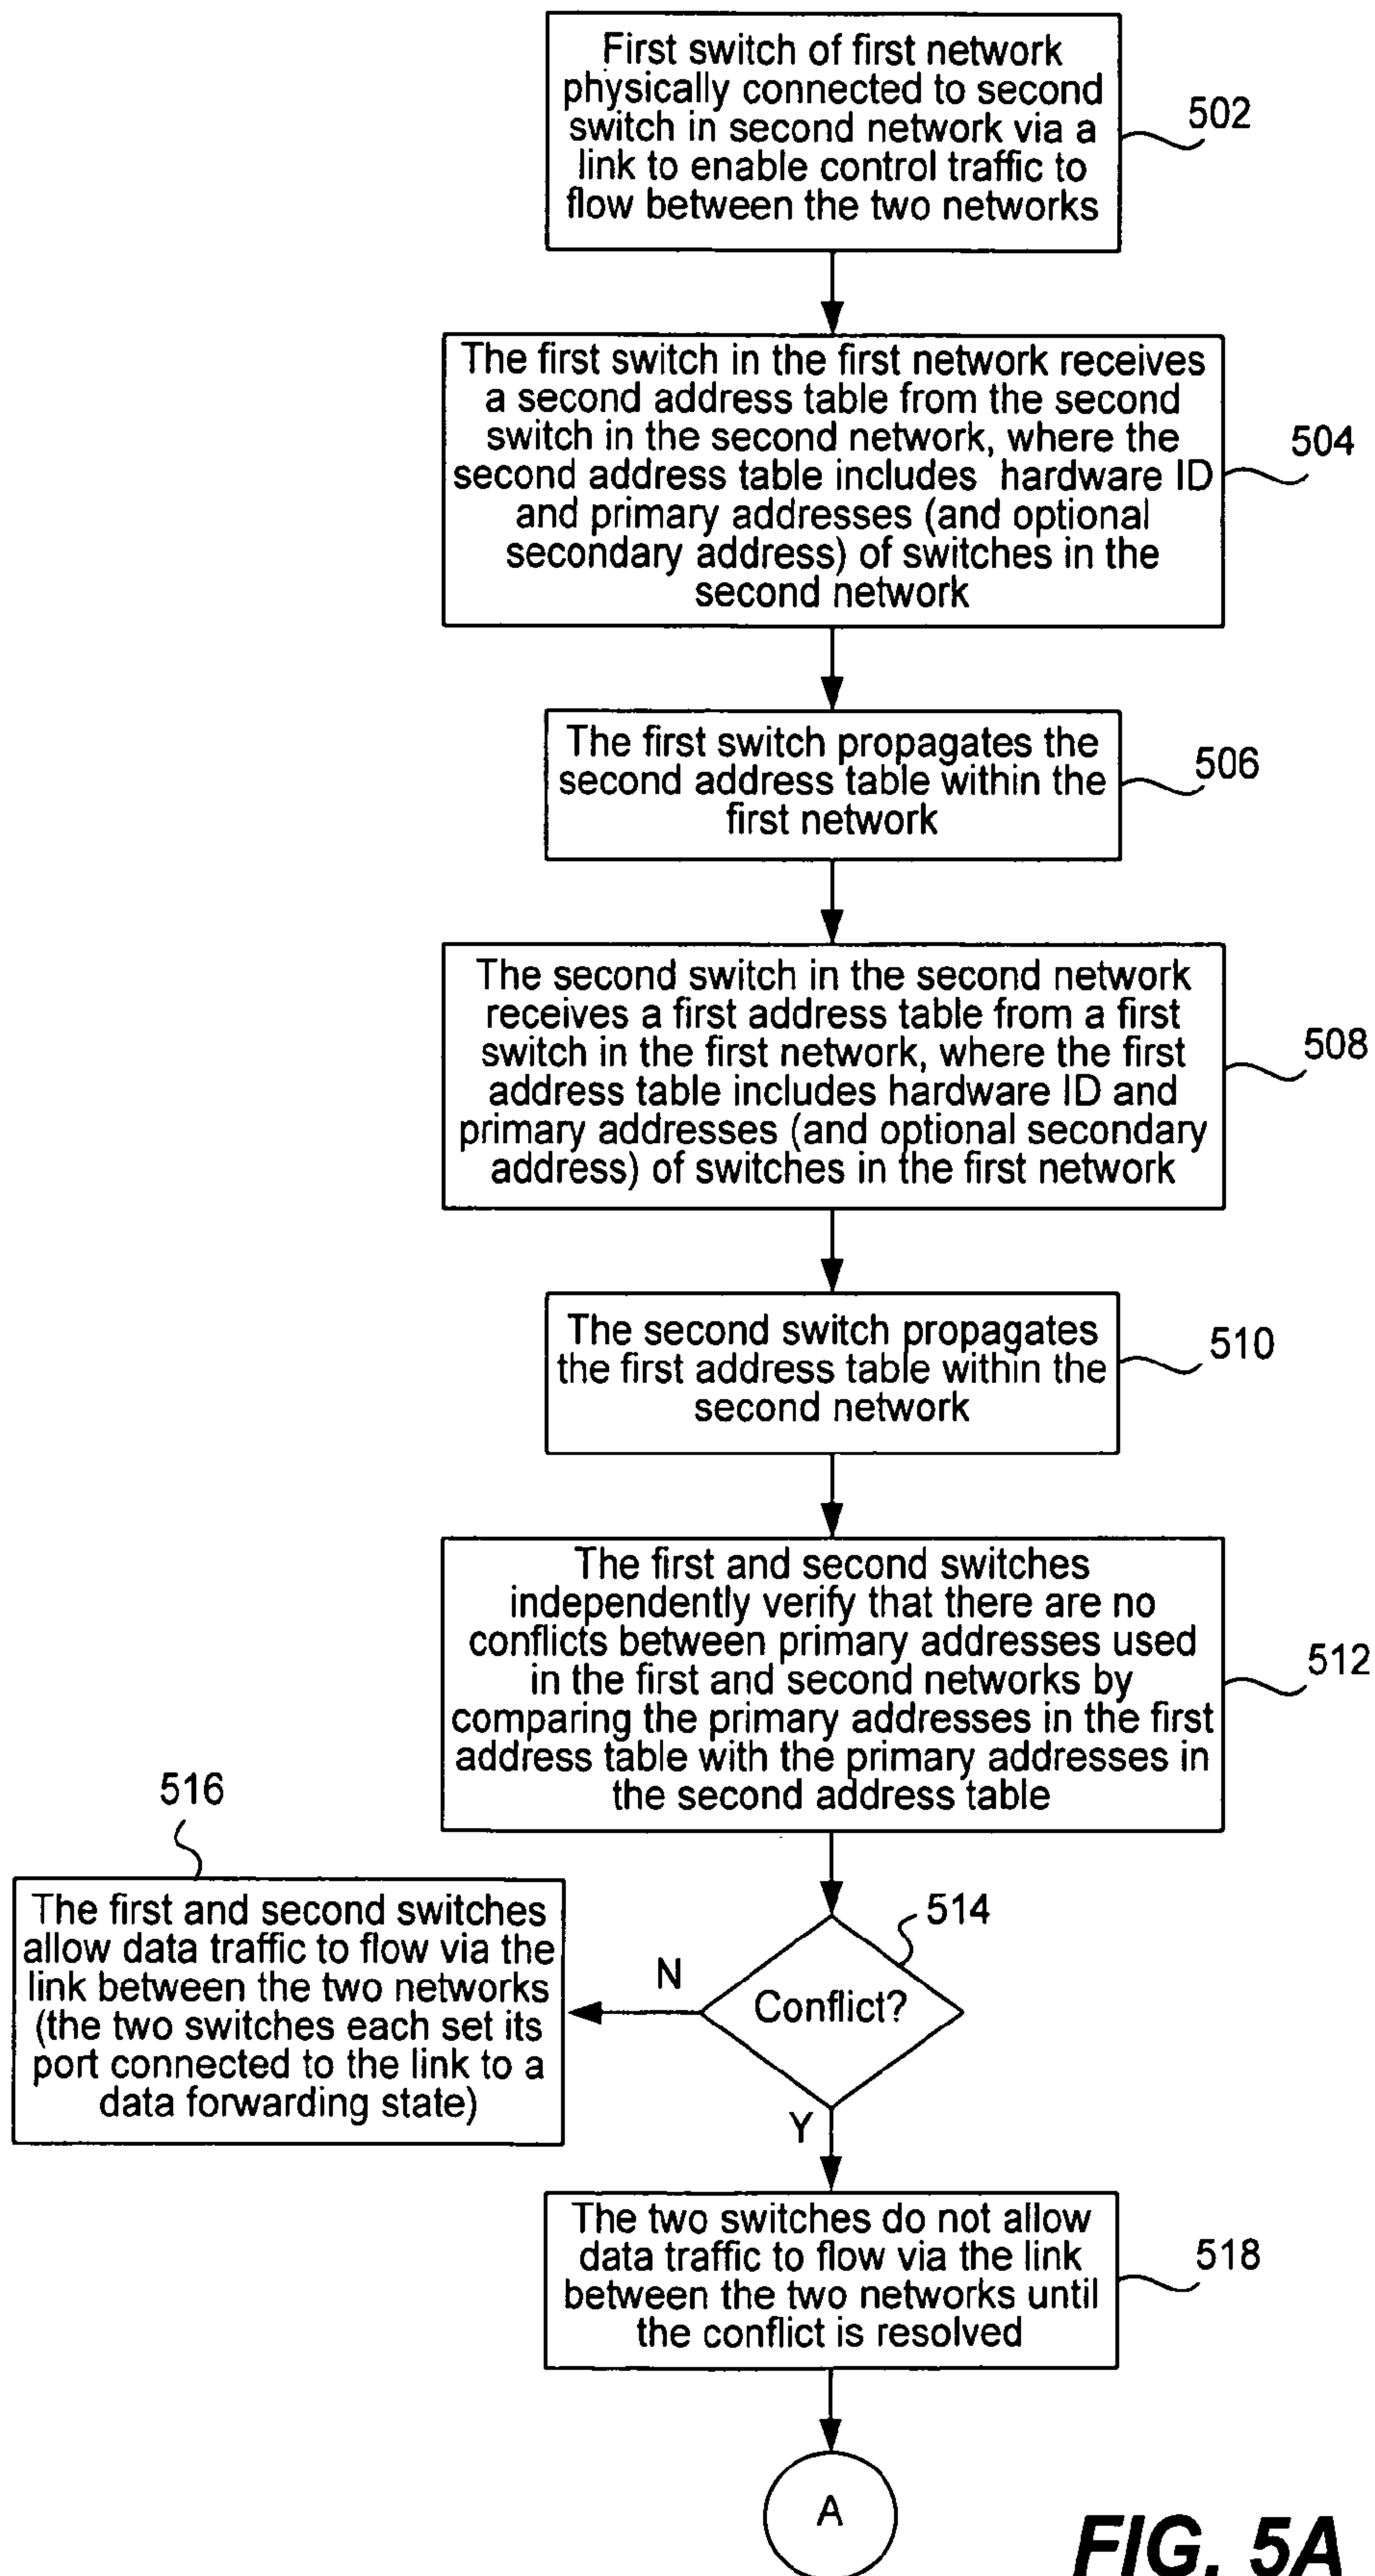 First switch of first network
physically connected to second
switch in second network via a
link to enable control traffic to
flow between the two networks
502
The first switch in the first network receives
a second address table from the second
switch in the second network, where the
second address table includes hardware ID
and primary addresses (and optional
secondary address) of switches in the
second network
504
The first switch propagates the
second address table within the
first network
506
The second switch in the second network
receives a first address table from a first
switch in the first network, where the first
address table includes hardware ID and
primary addresses (and optional secondary
address) of switches in the first network
508
The second switch propagates
the first address table within the
second network
510
The first and second switches
independently verify that there are no
conflicts between primary addresses used
in the first and second networks by
comparing the primary addresses in the first
address table with the primary addresses in
the second address table
512
514
Conflict?
N
516
The first and second switches
allow data traffic to flow via the
link between the two networks
(the two switches each set its
port connected to the link to a
data forwarding state)
Y
The two switches do not allow
data traffic to flow via the link
between the two networks until
the conflict is resolved
518
A
FIG. 5A